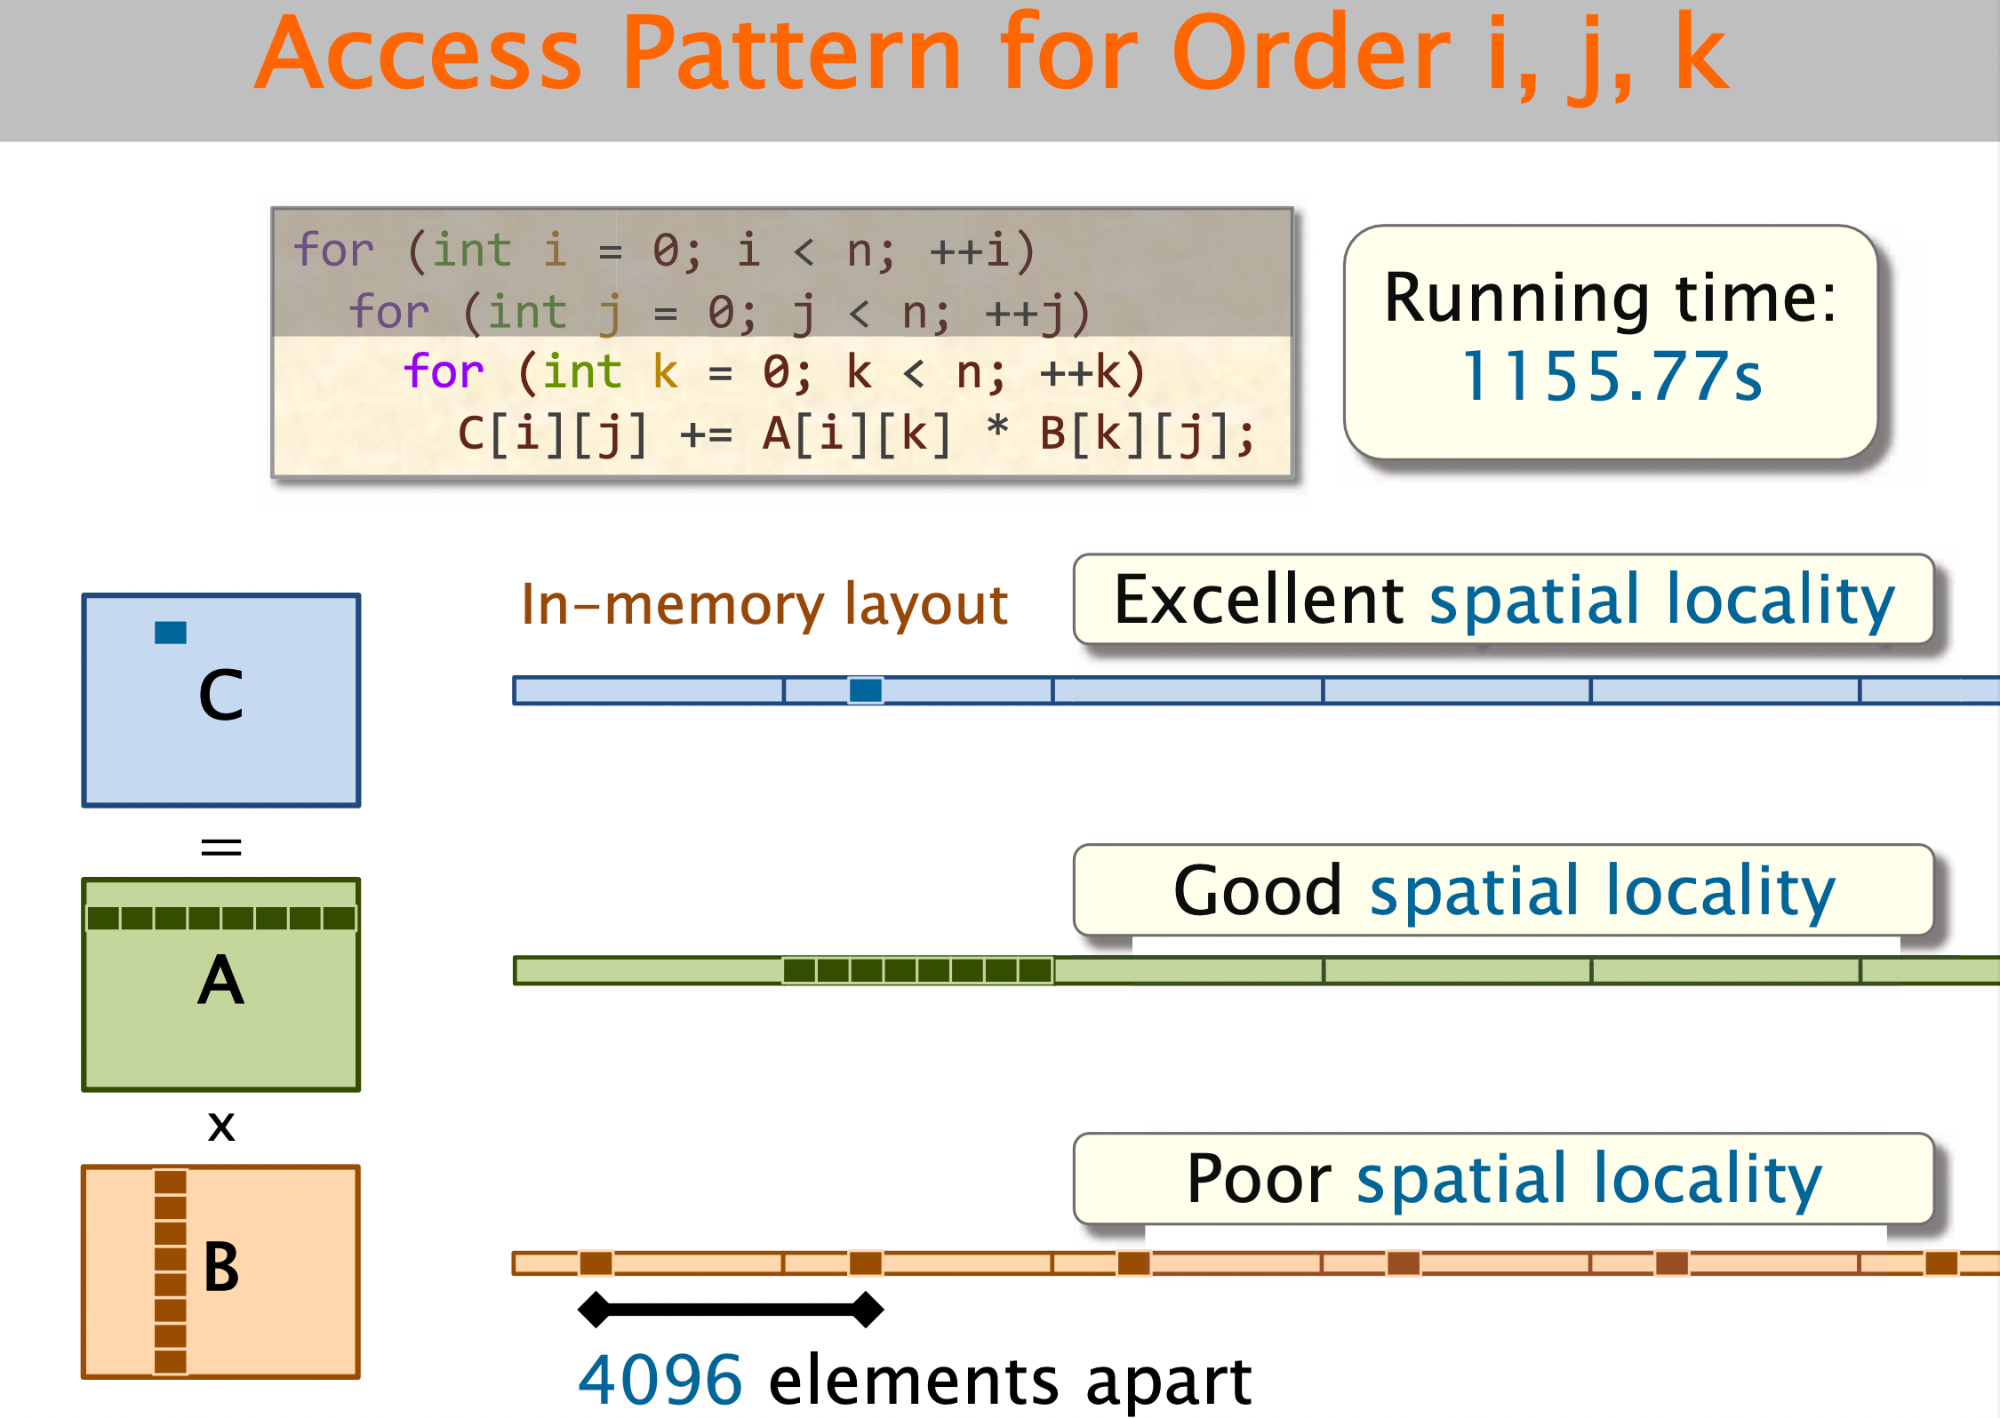 Access Pattern for Order i, j, k
for (int i = 0; i < n; ++i)
for (int j = 0; j < n; ++j)
for (int k = 0; k < n; ++k)
C[i][j] += A[i][k] * B[k][j];
Running time:
1155.77s
In-memory layout
Excellent spatial locality
C
=
Good spatial locality
A
x
Poor spatial locality
B
4096 elements apart